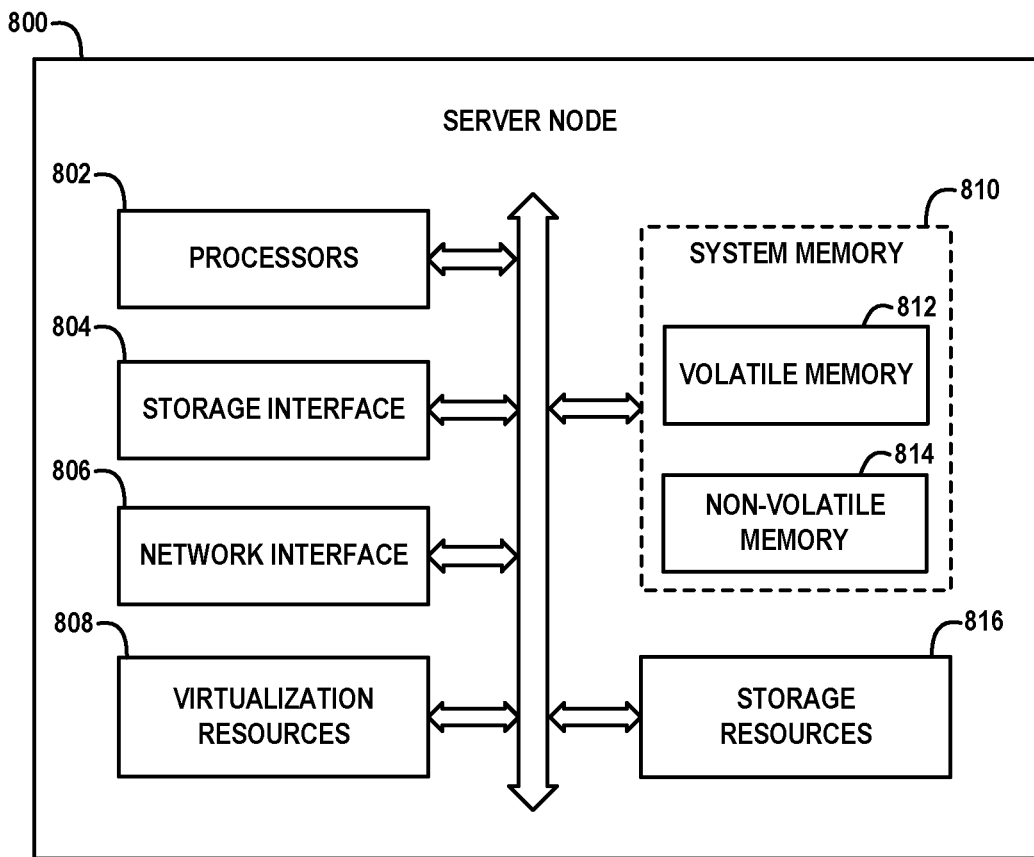 800
SERVER NODE
802
PROCESSORS
804
STORAGE INTERFACE
806
NETWORK INTERFACE
808
VIRTUALIZATION
RESOURCES
810
SYSTEM MEMORY
812
VOLATILE MEMORY
814
NON-VOLATILE
MEMORY
816
STORAGE
RESOURCES